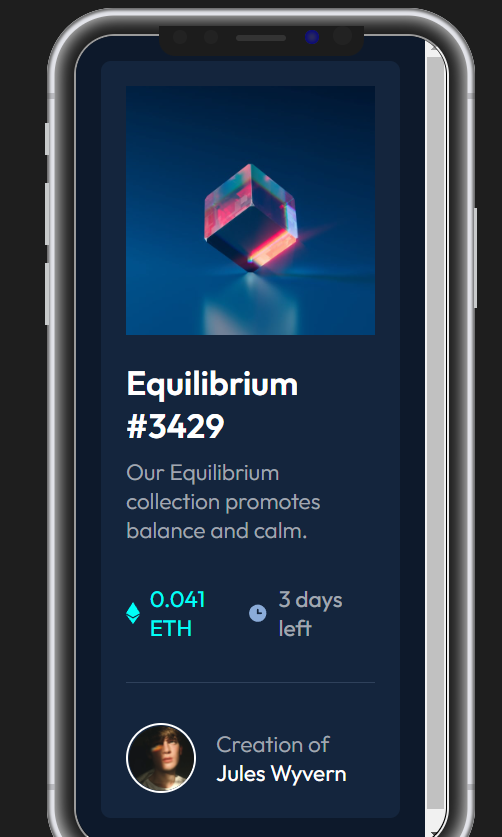 Equilibrium
#3429
Our Equilibrium
collection promotes
balance and calm.
0.041
ETH
3 days
left
Creation of
Jules Wyvern